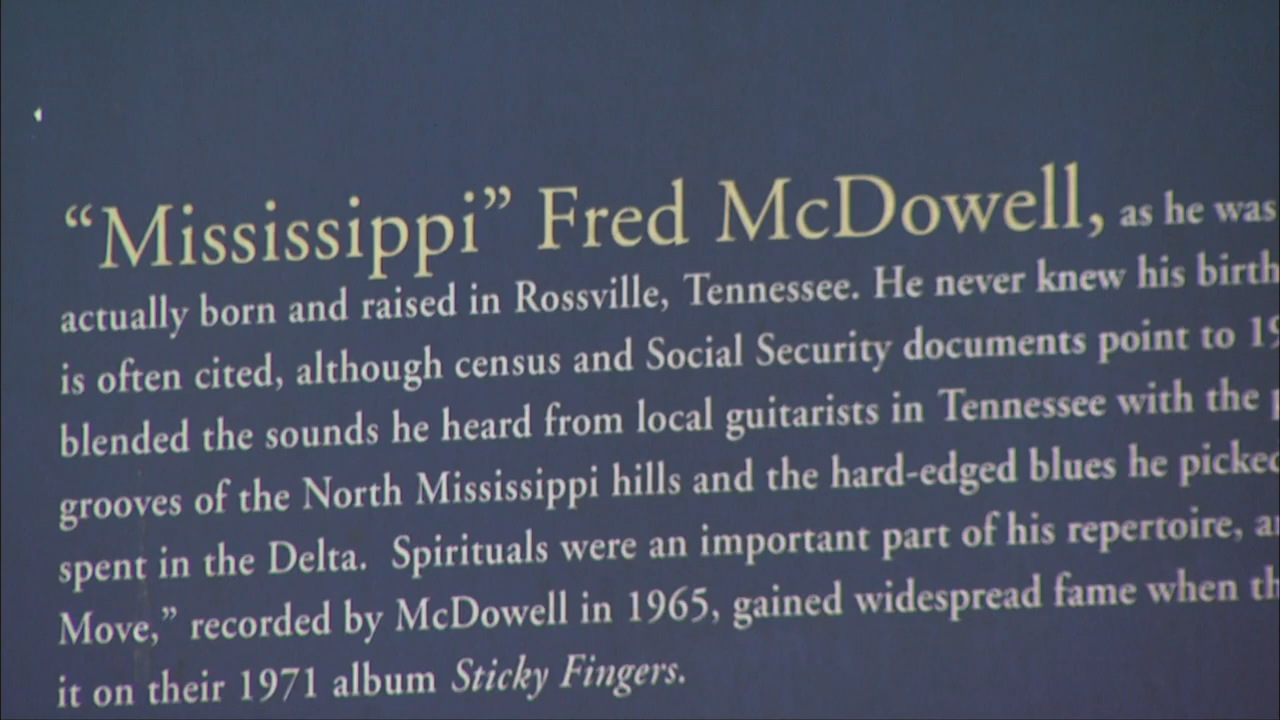 “Mississippi” Fred McDowell, as he was
actually born and raised in Rossville, Tennessee. He never knew his birth
is often cited, although census and Social Security documents point to 19
blended the sounds he heard from local guitarists in Tennessee with the
grooves of the North Mississippi hills and the hard-edged blues he picked
spent in the Delta. Spirituals were an important part of his repertoire,
Move,” recorded by McDowell in 1965, gained widespread fame when
it on their 1971 album Sticky Fingers.